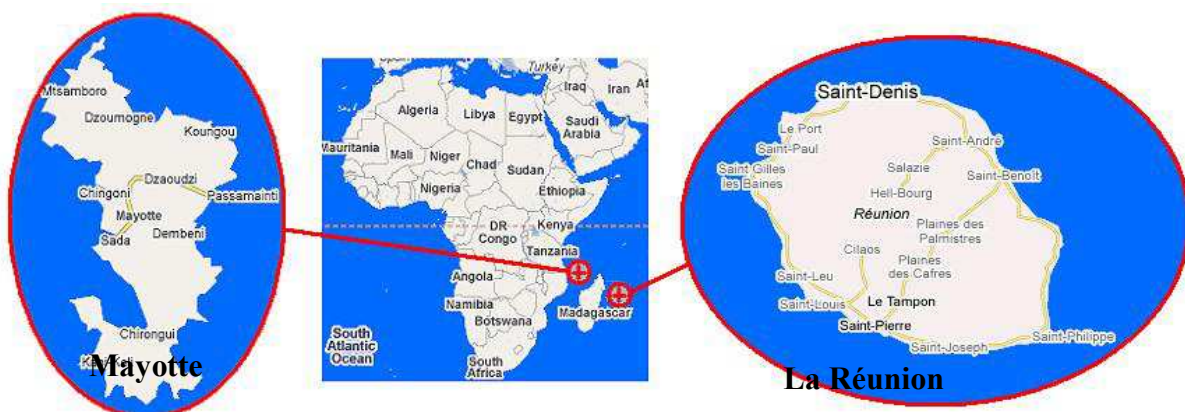 Mtsamboro
Dzoumogne
Koungou
Dzaoudzi
Chingoni
Passamainti
Mayotte
Sada
Dembeni
Chirongui
Mayotte
Turkey
Iraq
Iran
Algeria
Libya
Egypt
Saudi
Arabia
Mauritania
Mali
Niger
Chad
Sudan
Nigeria
Ethiopia
DR
Congo
Kenya
Tanzania
Angola
Namibia
Botswana
Madagascar
South
Atlantic
Ocean
South
Africa
Saint-Denis
Le Port
Saint-Paul
Saint-André
Saint Gilles
les Baines
Salazie
Saint-Benoît
Hell-Bourg
Réunion
Plaines des
Palmistres
Cilaos
Plaines
des Cafres
Saint-Leu
Le Tampon
Saint-Louis
Saint-Pierre
Saint-Philippe
Saint-Joseph
La Réunion